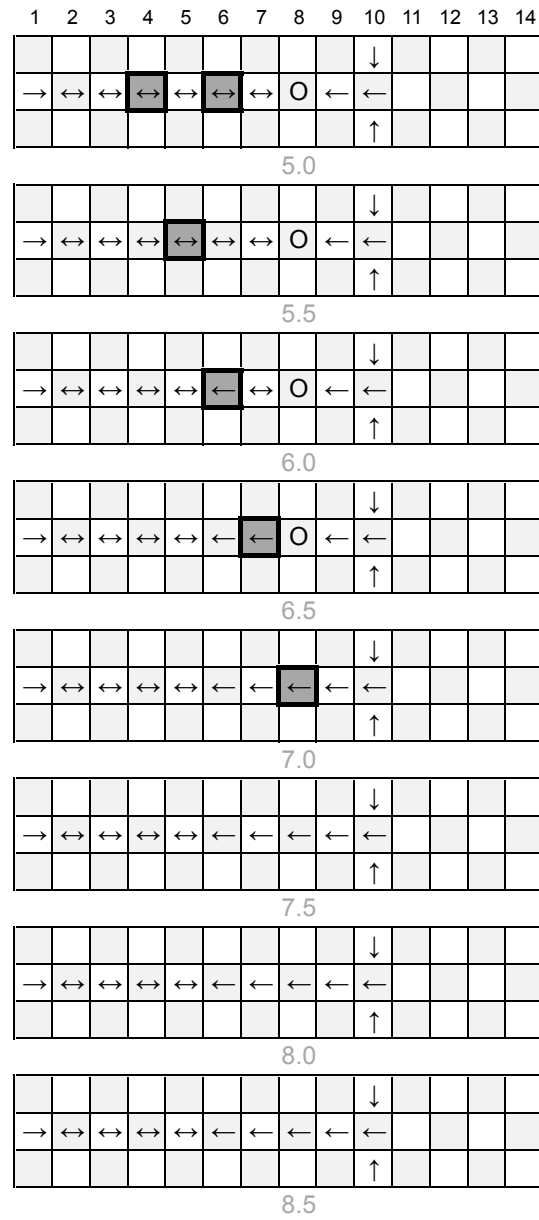 1 2 3 4 5 6 7 8 9 10 11 12 13 14
↓
→ ↔ ↔ ↔ ↔ ↔ ↔ O ← ←
↑
5.0
↓
→ ↔ ↔ ↔ ↔ ↔ ↔ O ← ←
↑
5.5
↓
→ ↔ ↔ ↔ ↔ ← ↔ O ← ←
↑
6.0
↓
→ ↔ ↔ ↔ ↔ ← ← O ← ←
↑
6.5
↓
→ ↔ ↔ ↔ ↔ ← ← ← ← ←
↑
7.0
↓
→ ↔ ↔ ↔ ↔ ← ← ← ← ←
↑
7.5
↓
→ ↔ ↔ ↔ ↔ ← ← ← ← ←
↑
8.0
↓
→ ↔ ↔ ↔ ↔ ← ← ← ← ←
↑
8.5